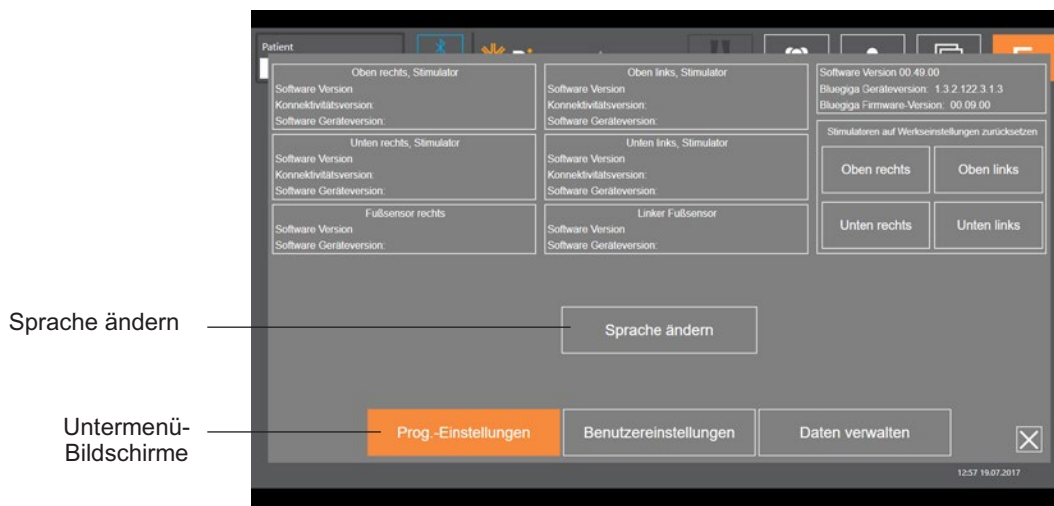 Patient
Oben rechts, Stimulator
Software Version
Konnektivitätsversion:
Software Geräteversion:
Oben links, Stimulator
Software Version
Konnektivitätsversion:
Software Geräteversion:
Software Version 00.49.00
Bluegiga Geräteversion: 1.3.2.122.3.1.3
Bluegiga Firmware-Version: 00.09.00
Unten rechts, Stimulator
Software Version
Konnektivitätsversion:
Software Geräteversion:
Unten links, Stimulator
Software Version
Konnektivitätsversion:
Software Geräteversion:
Stimulatoren auf Werkseinstellungen zurücksetzen
Oben rechts
Oben links
Unten rechts
Unten links
Fußsensor rechts
Software Version
Software Geräteversion:
Linker Fußsensor
Software Version
Software Geräteversion:
Sprache ändern
Sprache ändern
Untermenü-
Bildschirme
Prog.-Einstellungen
Benutzereinstellungen
Daten verwalten
12:57 19.07.2017